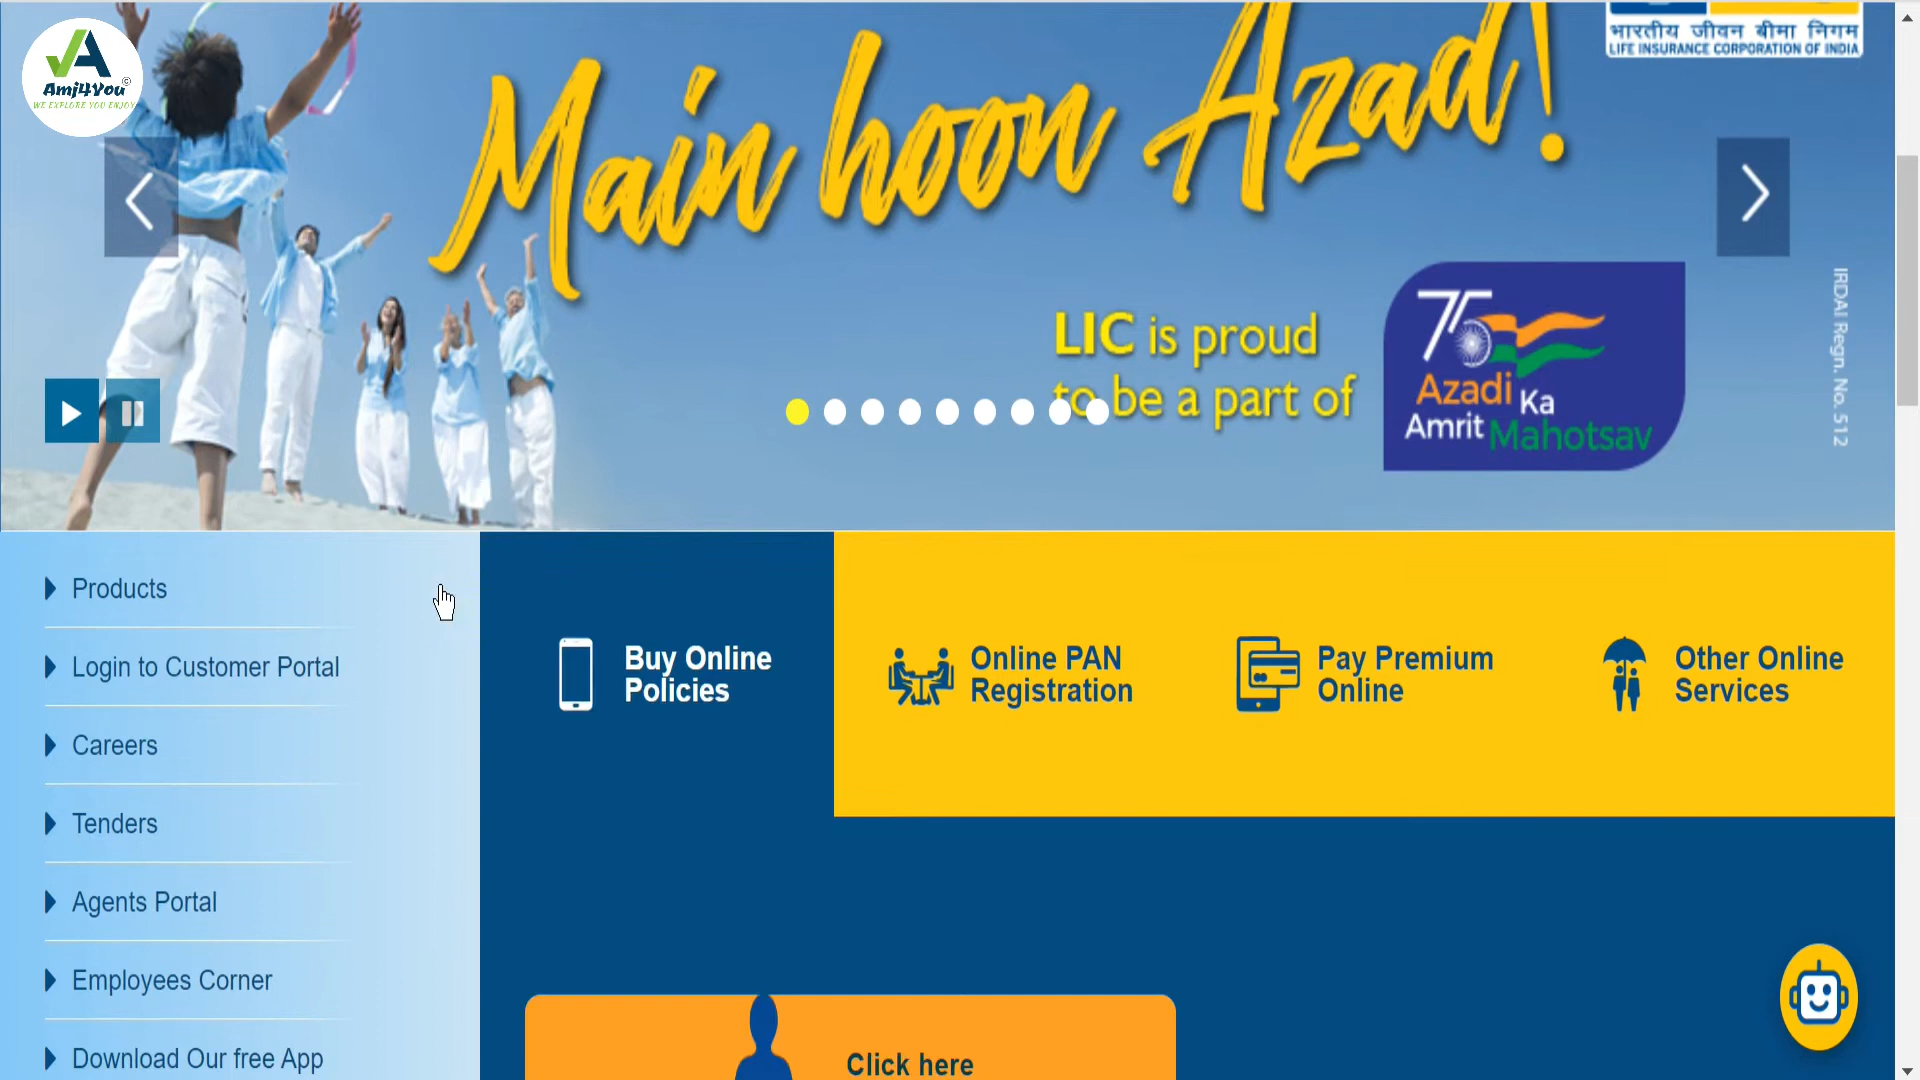 Main hoon Azad!
भारतीय जीवन बीमा निगम
LIFE INSURANCE CORPORATION OF INDIA
Amj4You©
WE EXPLORE YOU ENJOY
LIC is proud
to be a part of
75
Azadi Ka
Amrit Mahotsav
IRDAI Regn. No. 512
Products
Login to Customer Portal
Careers
Tenders
Agents Portal
Employees Corner
Download Our free App
Buy Online
Policies
Online PAN
Registration
Pay Premium
Online
Other Online
Services
Click here